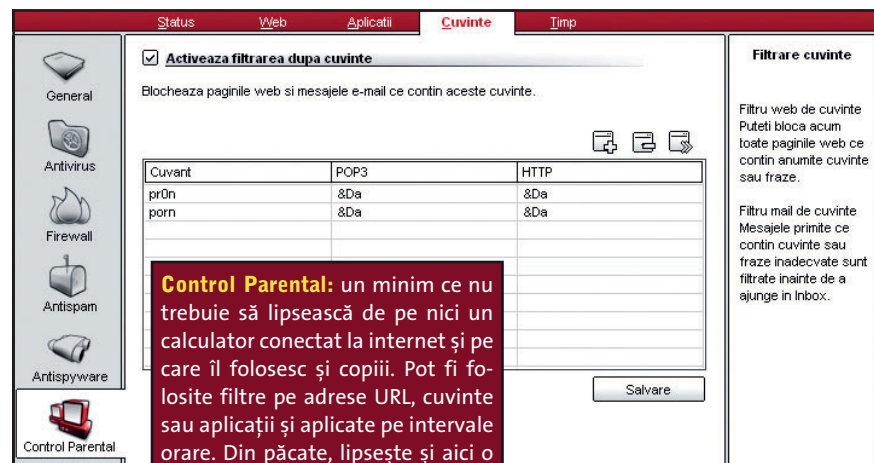 Status Web Aplicatii Cuvinte Timp
General
Antivirus
Firewall
Antispam
Antispyware
Control Parental
Activeaza filtrarea dupa cuvinte
Blocheaza paginile web si mesajele e-mail ce contin aceste cuvinte.
Cuvant POP3 HTTP
pr0n &Da &Da
porn &Da &Da
Control Parental: un minim ce nu
trebuie să lipsească de pe nici un
calculator conectat la internet și pe
care îl folosesc și copiii. Pot fi fo-
losite filtre pe adrese URL, cuvinte
sau aplicații și aplicate pe intervale
orare. Din păcate, lipsește și aici o
Salvare
Filtrare cuvinte
Filtru web de cuvinte
Puteti bloca acum
toate paginile web ce
contin anumite cuvinte
sau fraze.
Filtru mail de cuvinte
Mesajele primite ce
contin cuvinte sau
fraze inadecvate sunt
filtrate inainte de a
ajunge in Inbox.